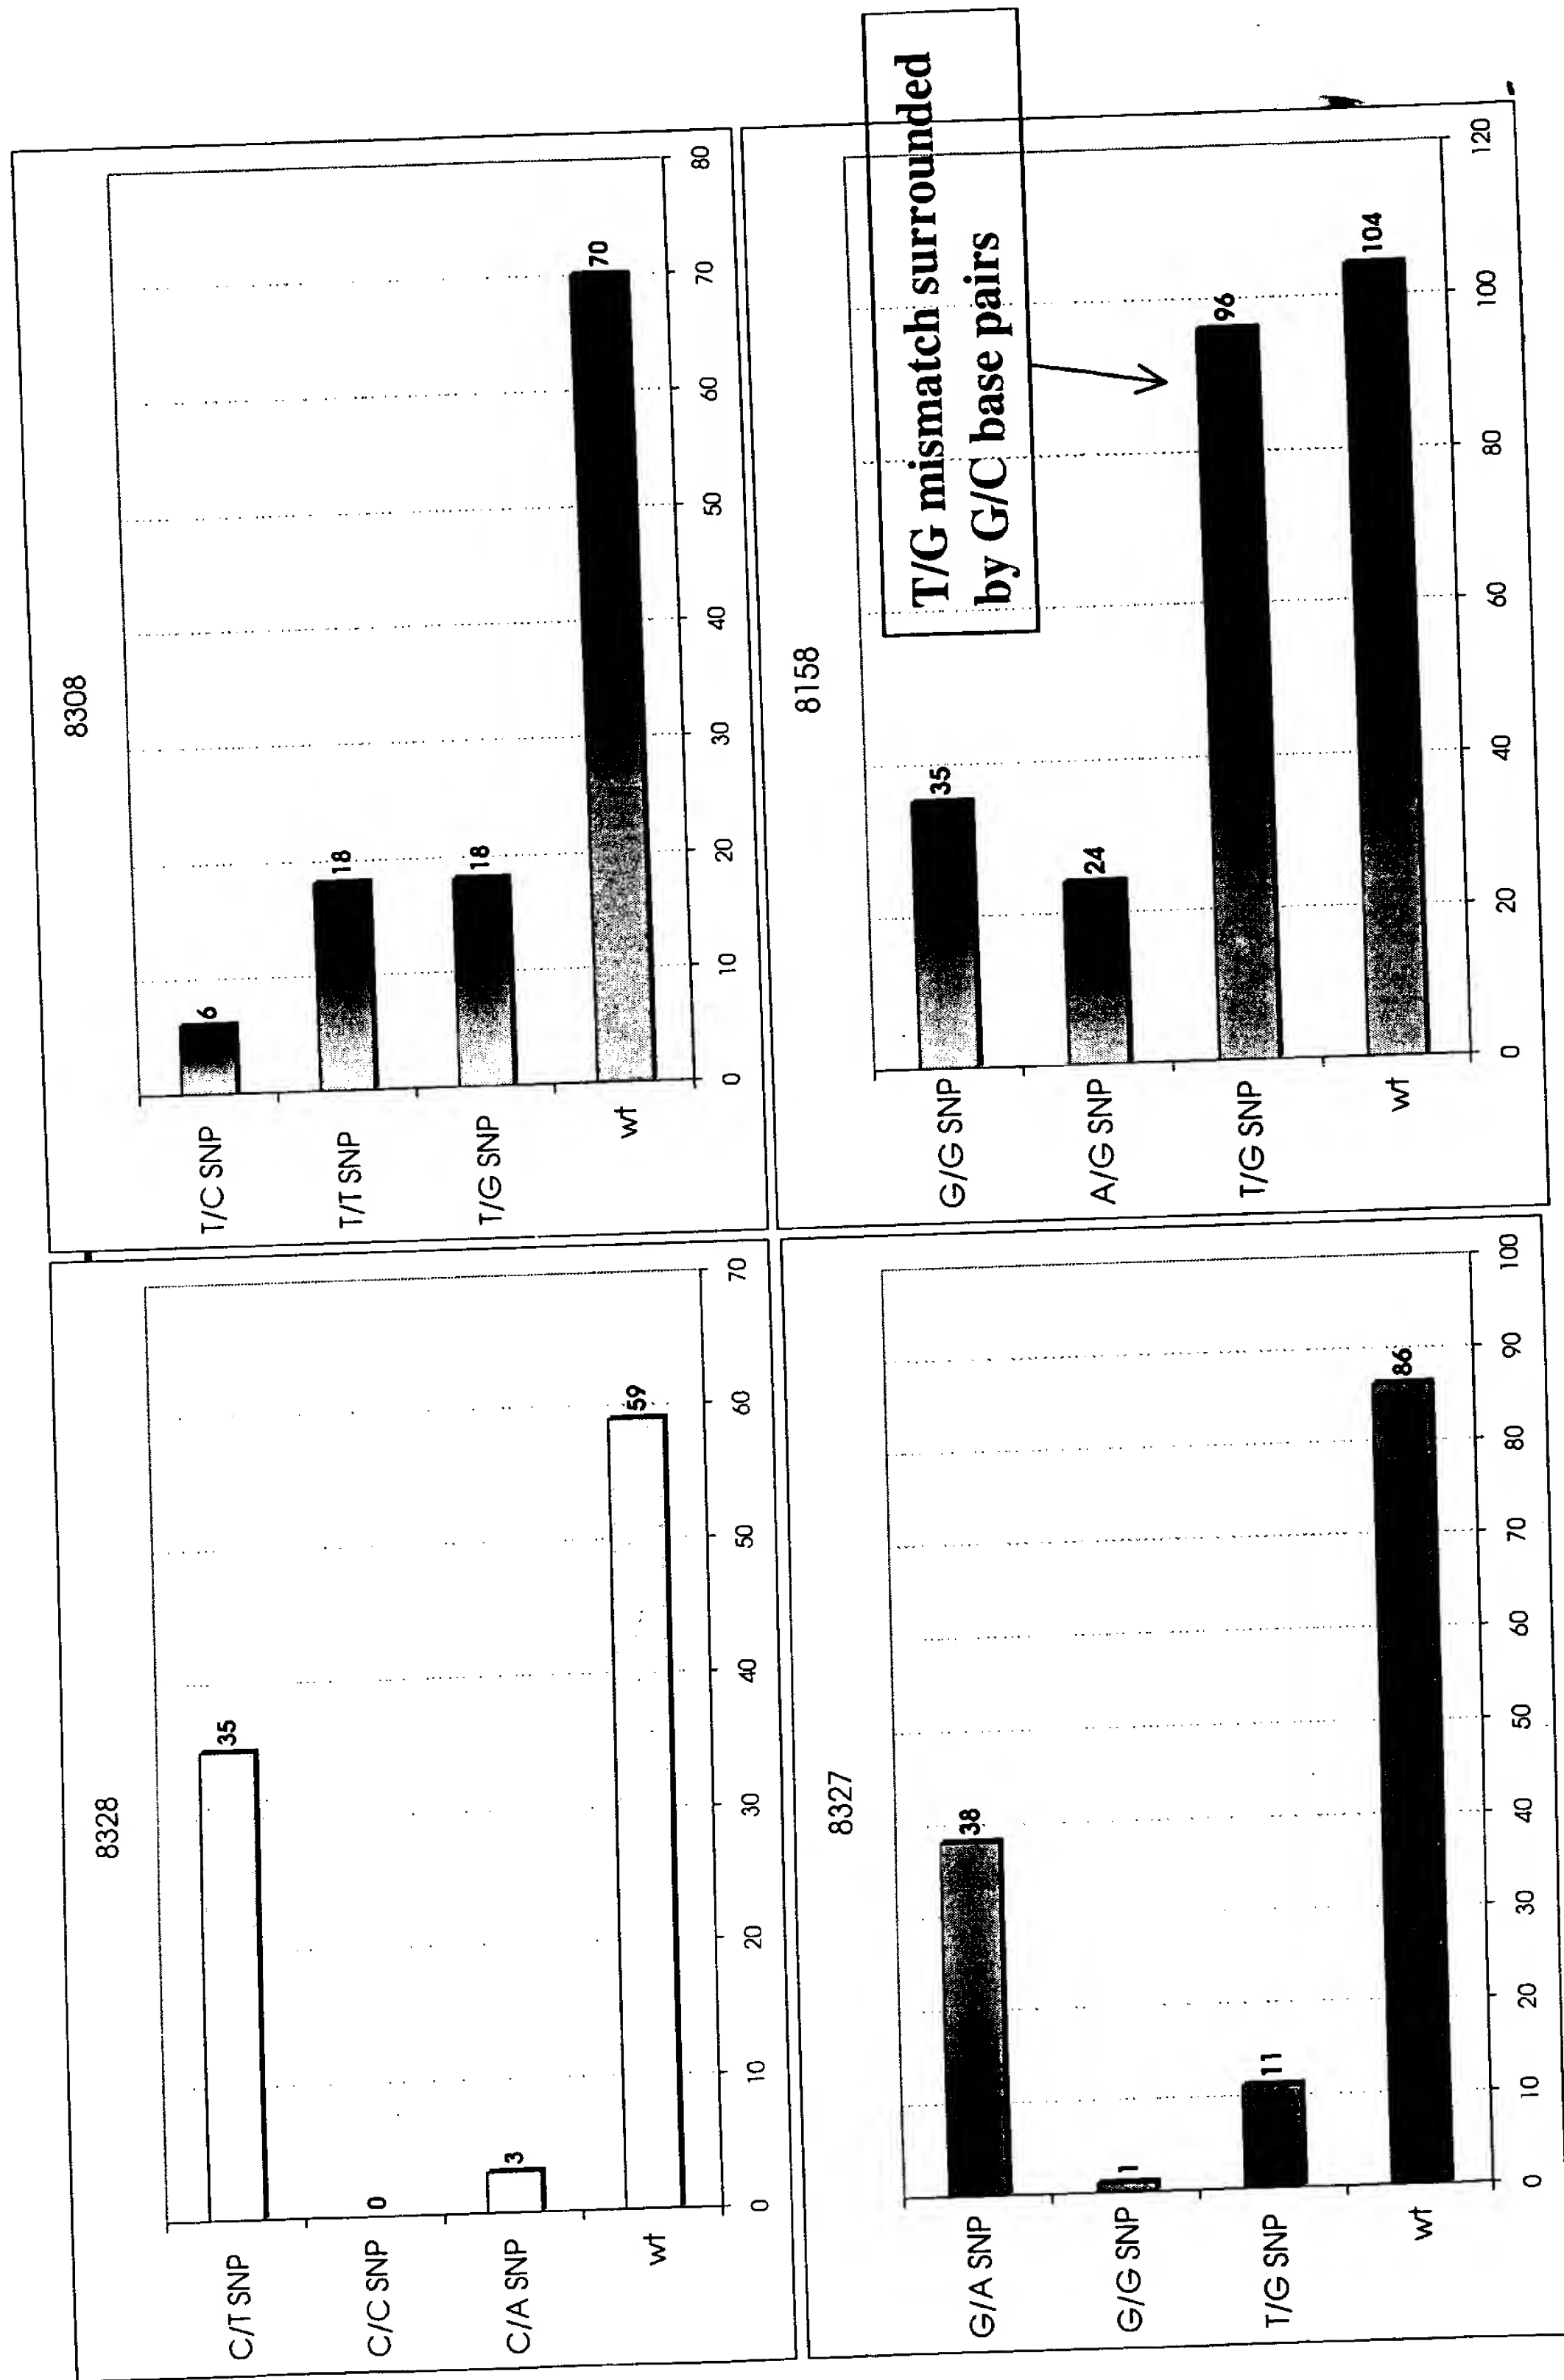 8328
C/T SNP
35
C/C SNP
0
C/A SNP
3
wt
59
0 10 20 30 40 50 60 70
8308
T/C SNP
6
T/T SNP
18
T/G SNP
18
wt
70
0 10 20 30 40 50 60 70 80
8327
G/A SNP
38
G/G SNP
1
T/G SNP
11
wt
86
0 10 20 30 40 50 60 70 80 90 100
8158
G/G SNP
35
A/G SNP
24
T/G SNP
96
wt
104
0 20 40 60 80 100 120
T/G mismatch surrounded
by G/C base pairs